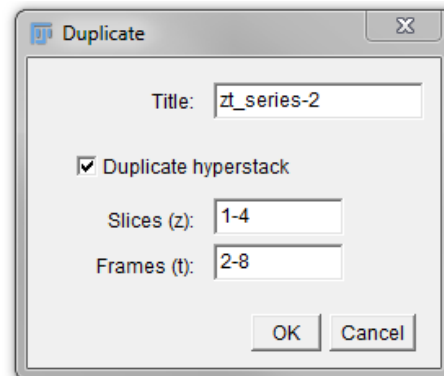 Duplicate
Title: zt_series-2
Duplicate hyperstack
Slices (z): 1-4
Frames (t): 2-8
OK Cancel